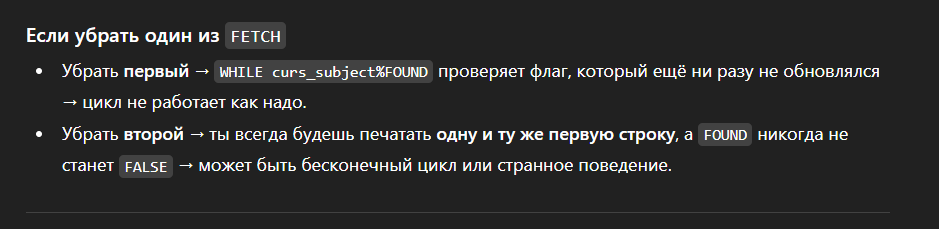 Если убрать один из FETCH
• Убрать первый → WHILE curs_subject%FOUND проверяет флаг, который ещё ни разу не обновлялся
→ цикл не работает как надо.
• Убрать второй → ты всегда будешь печатать одну и ту же первую строку, а FOUND никогда не
станет FALSE → может быть бесконечный цикл или странное поведение.